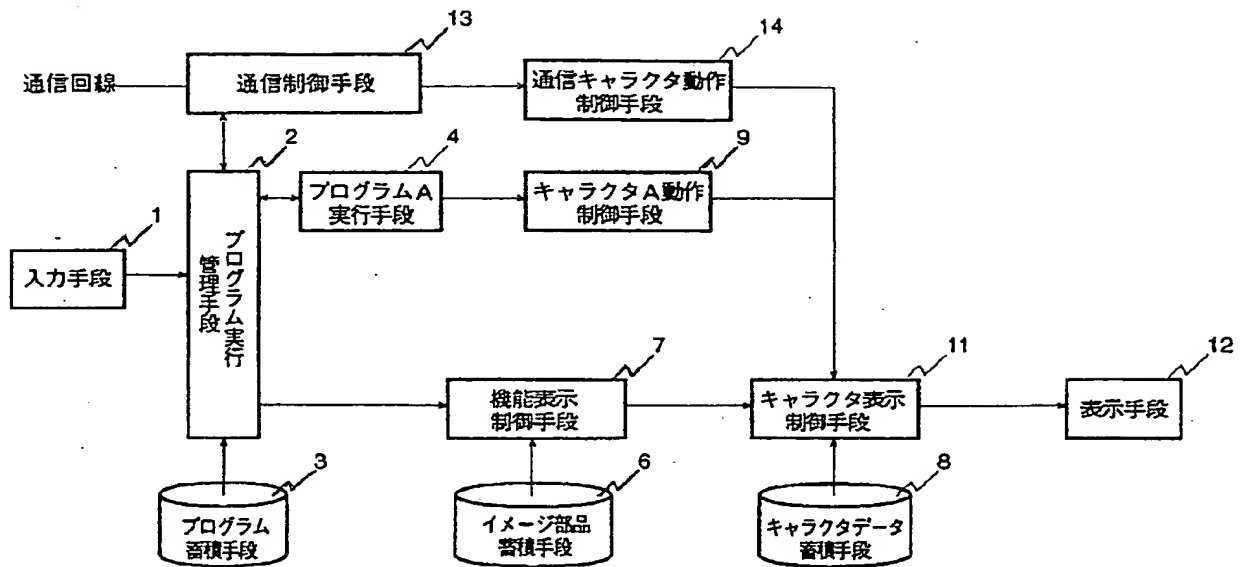 13
14
通信回線
通信制御手段
通信キャラクタ動作
制御手段
2
4
9
プログラムA
実行手段
キャラクタA動作
制御手段
1
入力手段
プログラム実行
管理手段
7
11
12
機能表示
制御手段
キャラクタ表示
制御手段
表示手段
3
6
8
プログラム
蓄積手段
イメージ部品
蓄積手段
キャラクタデータ
蓄積手段